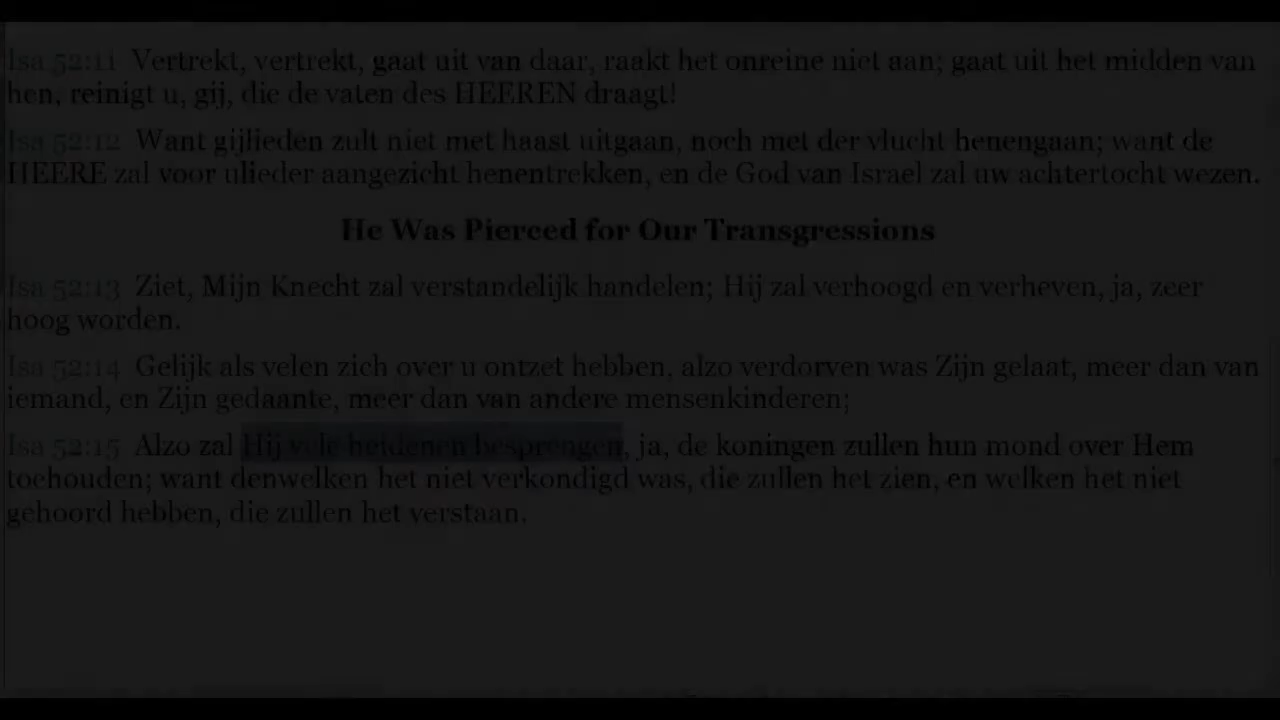 Isa 52:11 Vertrekt, vertrekt, gaat uit van daar, raakt het onreine niet aan; gaat uit het midden van
hen, reinigt u, gij, die de vaten des HEEREN draagt!
Isa 52:12 Want gijlieden zult niet met haast uitgaan, noch met der vlucht henengaan; want de
HEERE zal voor ulieder aangezicht henentrekken, en de God van Israel zal uw achtertocht wezen.
He Was Pierced for Our Transgressions
Isa 52:13 Ziet, Mijn Knecht zal verstandelijk handelen; Hij zal verhoogd en verheven, ja, zeer
hoog worden.
Isa 52:14 Gelijk als velen zich over u ontzet hebben, alzo verdorven was Zijn gelaat, meer dan van
iemand, en Zijn gedaante, meer dan van andere mensenkinderen;
Isa 52:15 Alzo zal Hij vele heidenen besprengen, ja, de koningen zullen hun mond over Hem
toehouden; want denwelken het niet verkondigd was, die zullen het zien, en welken het niet
gehoord hebben, die zullen het verstaan.